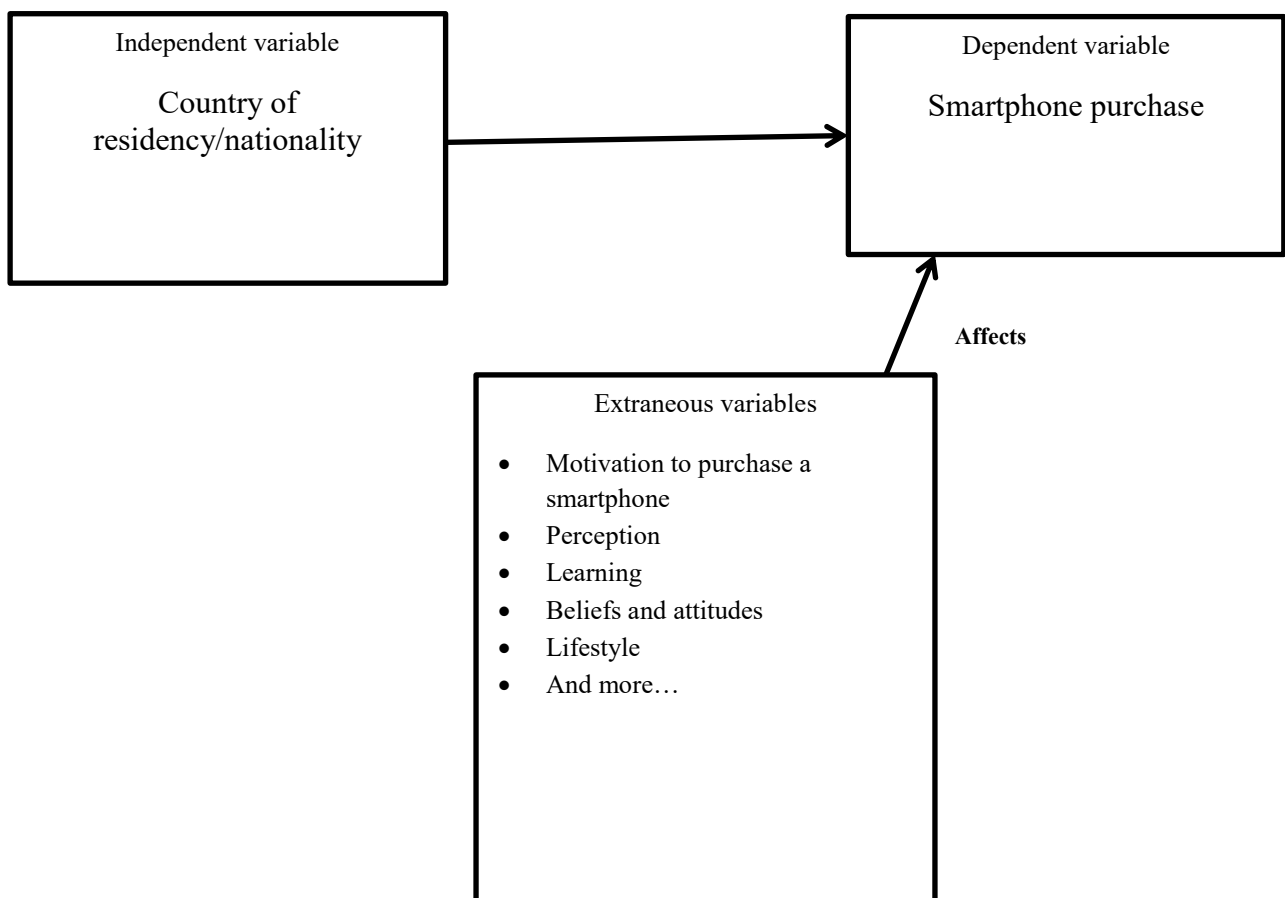 Independent variable
Country of
residency/nationality
Dependent variable
Smartphone purchase
Affects
Extraneous variables
• Motivation to purchase a
smartphone
• Perception
• Learning
• Beliefs and attitudes
• Lifestyle
• And more…